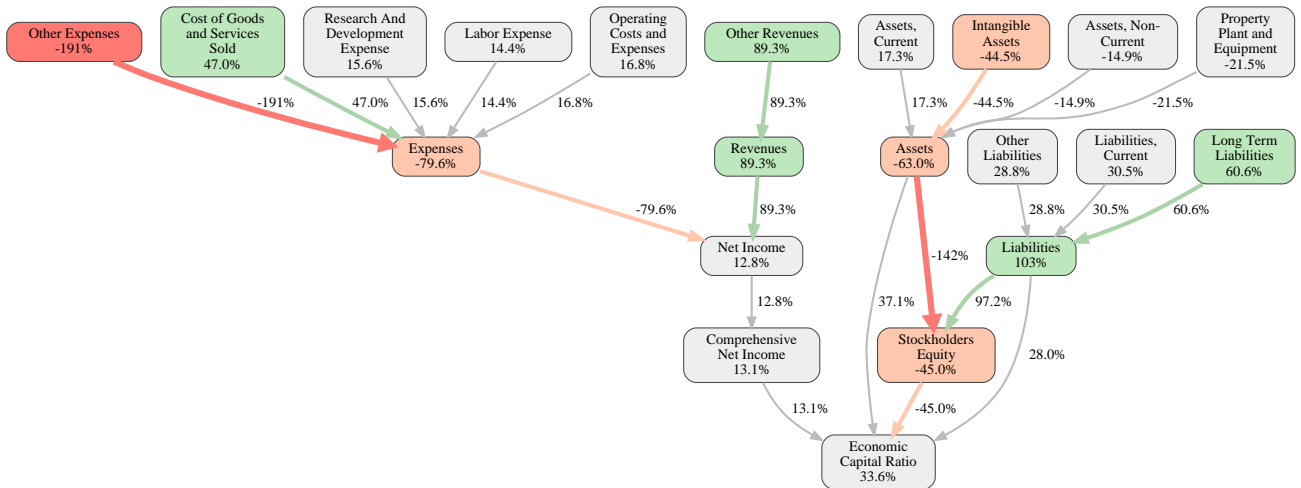 Other Expenses
-191%
Cost of Goods
and Services
Sold
47.0%
Research And
Development
Expense
15.6%
Labor Expense
14.4%
Operating
Costs and
Expenses
16.8%
Other Revenues
89.3%
Assets,
Current
17.3%
Intangible
Assets
-44.5%
Assets, Non-
Current
-14.9%
Property
Plant and
Equipment
-21.5%
-191%
47.0%
15.6%
14.4%
16.8%
89.3%
17.3%
-44.5%
-14.9%
-21.5%
Expenses
-79.6%
Revenues
89.3%
Assets
-63.0%
Other
Liabilities
28.8%
Liabilities,
Current
30.5%
Long Term
Liabilities
60.6%
-79.6%
89.3%
28.8%
30.5%
60.6%
Net Income
12.8%
-142%
Liabilities
103%
12.8%
37.1%
97.2%
Comprehensive
Net Income
13.1%
Stockholders
Equity
-45.0%
28.0%
13.1%
-45.0%
Economic
Capital Ratio
33.6%